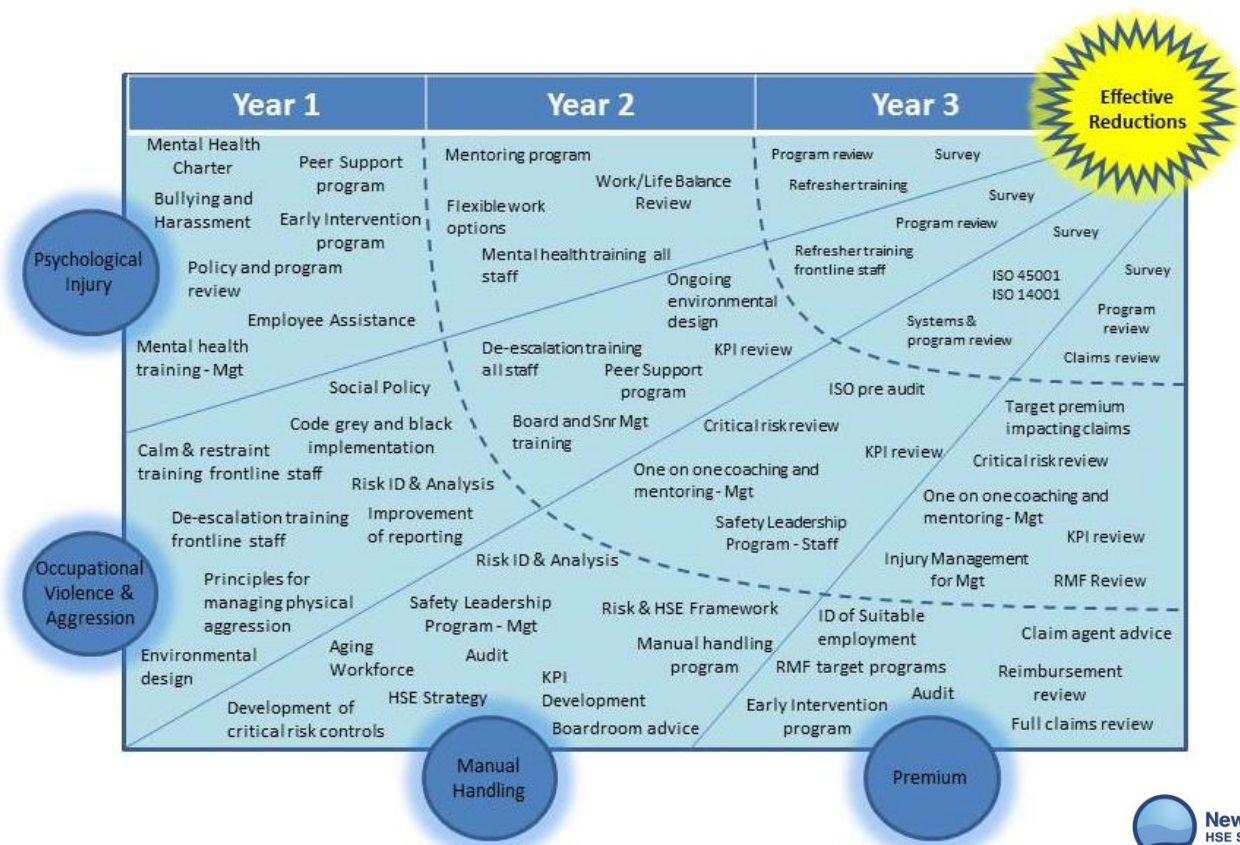 Year 1
Year 2
Year 3
Effective
Reductions
Psychological
Injury
Mental Health
Charter
Peer Support
program
Bullying and
Harassment
Early Intervention
program
Policy and program
review
Employee Assistance
Mental health
training - Mgt
Social Policy
Mentoring program
Work/Life Balance
Review
Flexible work
options
Mental health training all
staff
Program review
Survey
Refresher training
Occupational
Violence &
Aggression
Code grey and black
implementation
Calm & restraint
training frontline staff
Risk ID & Analysis
De-escalation training
frontline staff
Improvement
of reporting
Principles for
managing physical
aggression
Environmental
design
Ongoing
environmental
design
De-escalation training
all staff
KPI review
Peer Support
program
Board and Snr Mgt
training
Survey
Program review
Refresher training
frontline staff
Manual
Handling
Risk ID & Analysis
Safety Leadership
Program - Mgt
Risk & HSE Framework
Aging
Workforce
Audit
Manual handling
program
KPI
Development
HSE Strategy
Development of
critical risk controls
Boardroom advice
ISO pre audit
Critical risk review
KPI review
One on one coaching and
mentoring - Mgt
Safety Leadership
Program - Staff
Survey
ISO 45001
ISO 14001
Systems &
program review
Premium
ID of Suitable
employment
Claim agent advice
RMF target programs
Reimbursement
review
Early Intervention
program
Audit
Full claims review
Target premium
impacting claims
Critical risk review
One on one coaching and
mentoring - Mgt
KPI review
Injury Management
for Mgt
RMF Review
Survey
Program
review
Claims review
New
HSE S